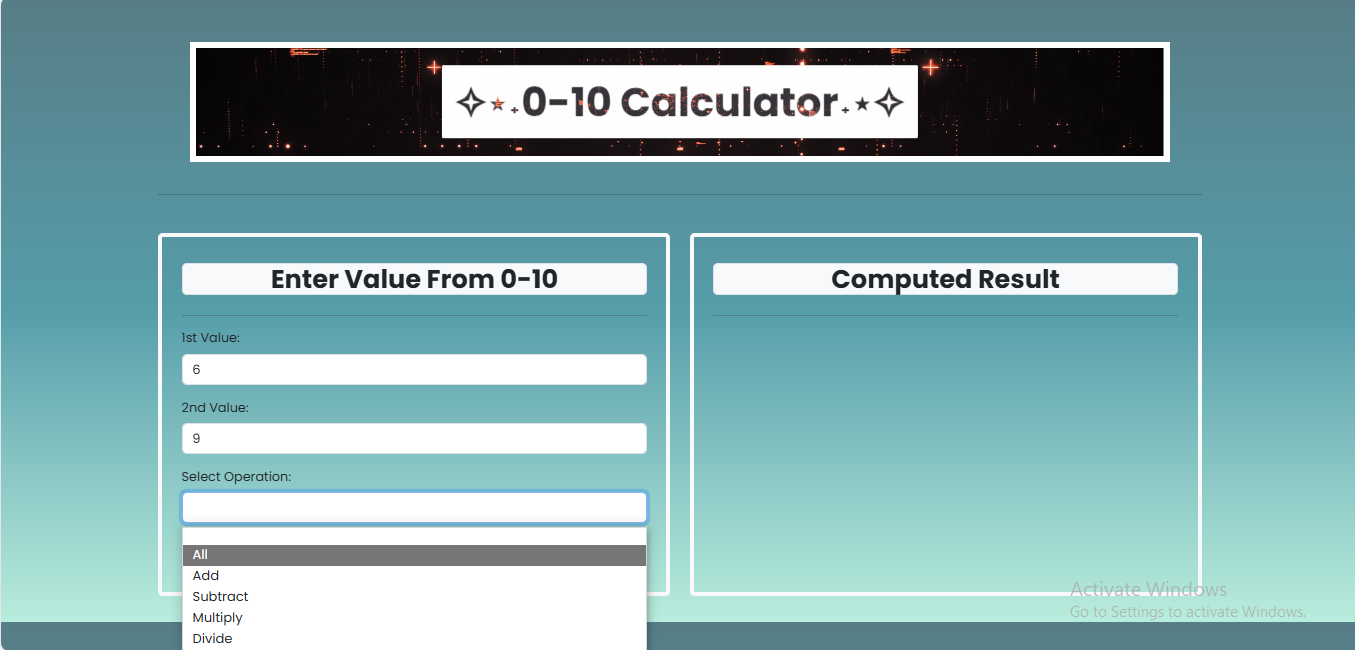 0-10 Calculator
Enter Value From 0-10
1st Value:
6
2nd Value:
9
Select Operation:
All
Add
Subtract
Multiply
Divide
Computed Result
Activate Windows
Go to Settings to activate Windows.